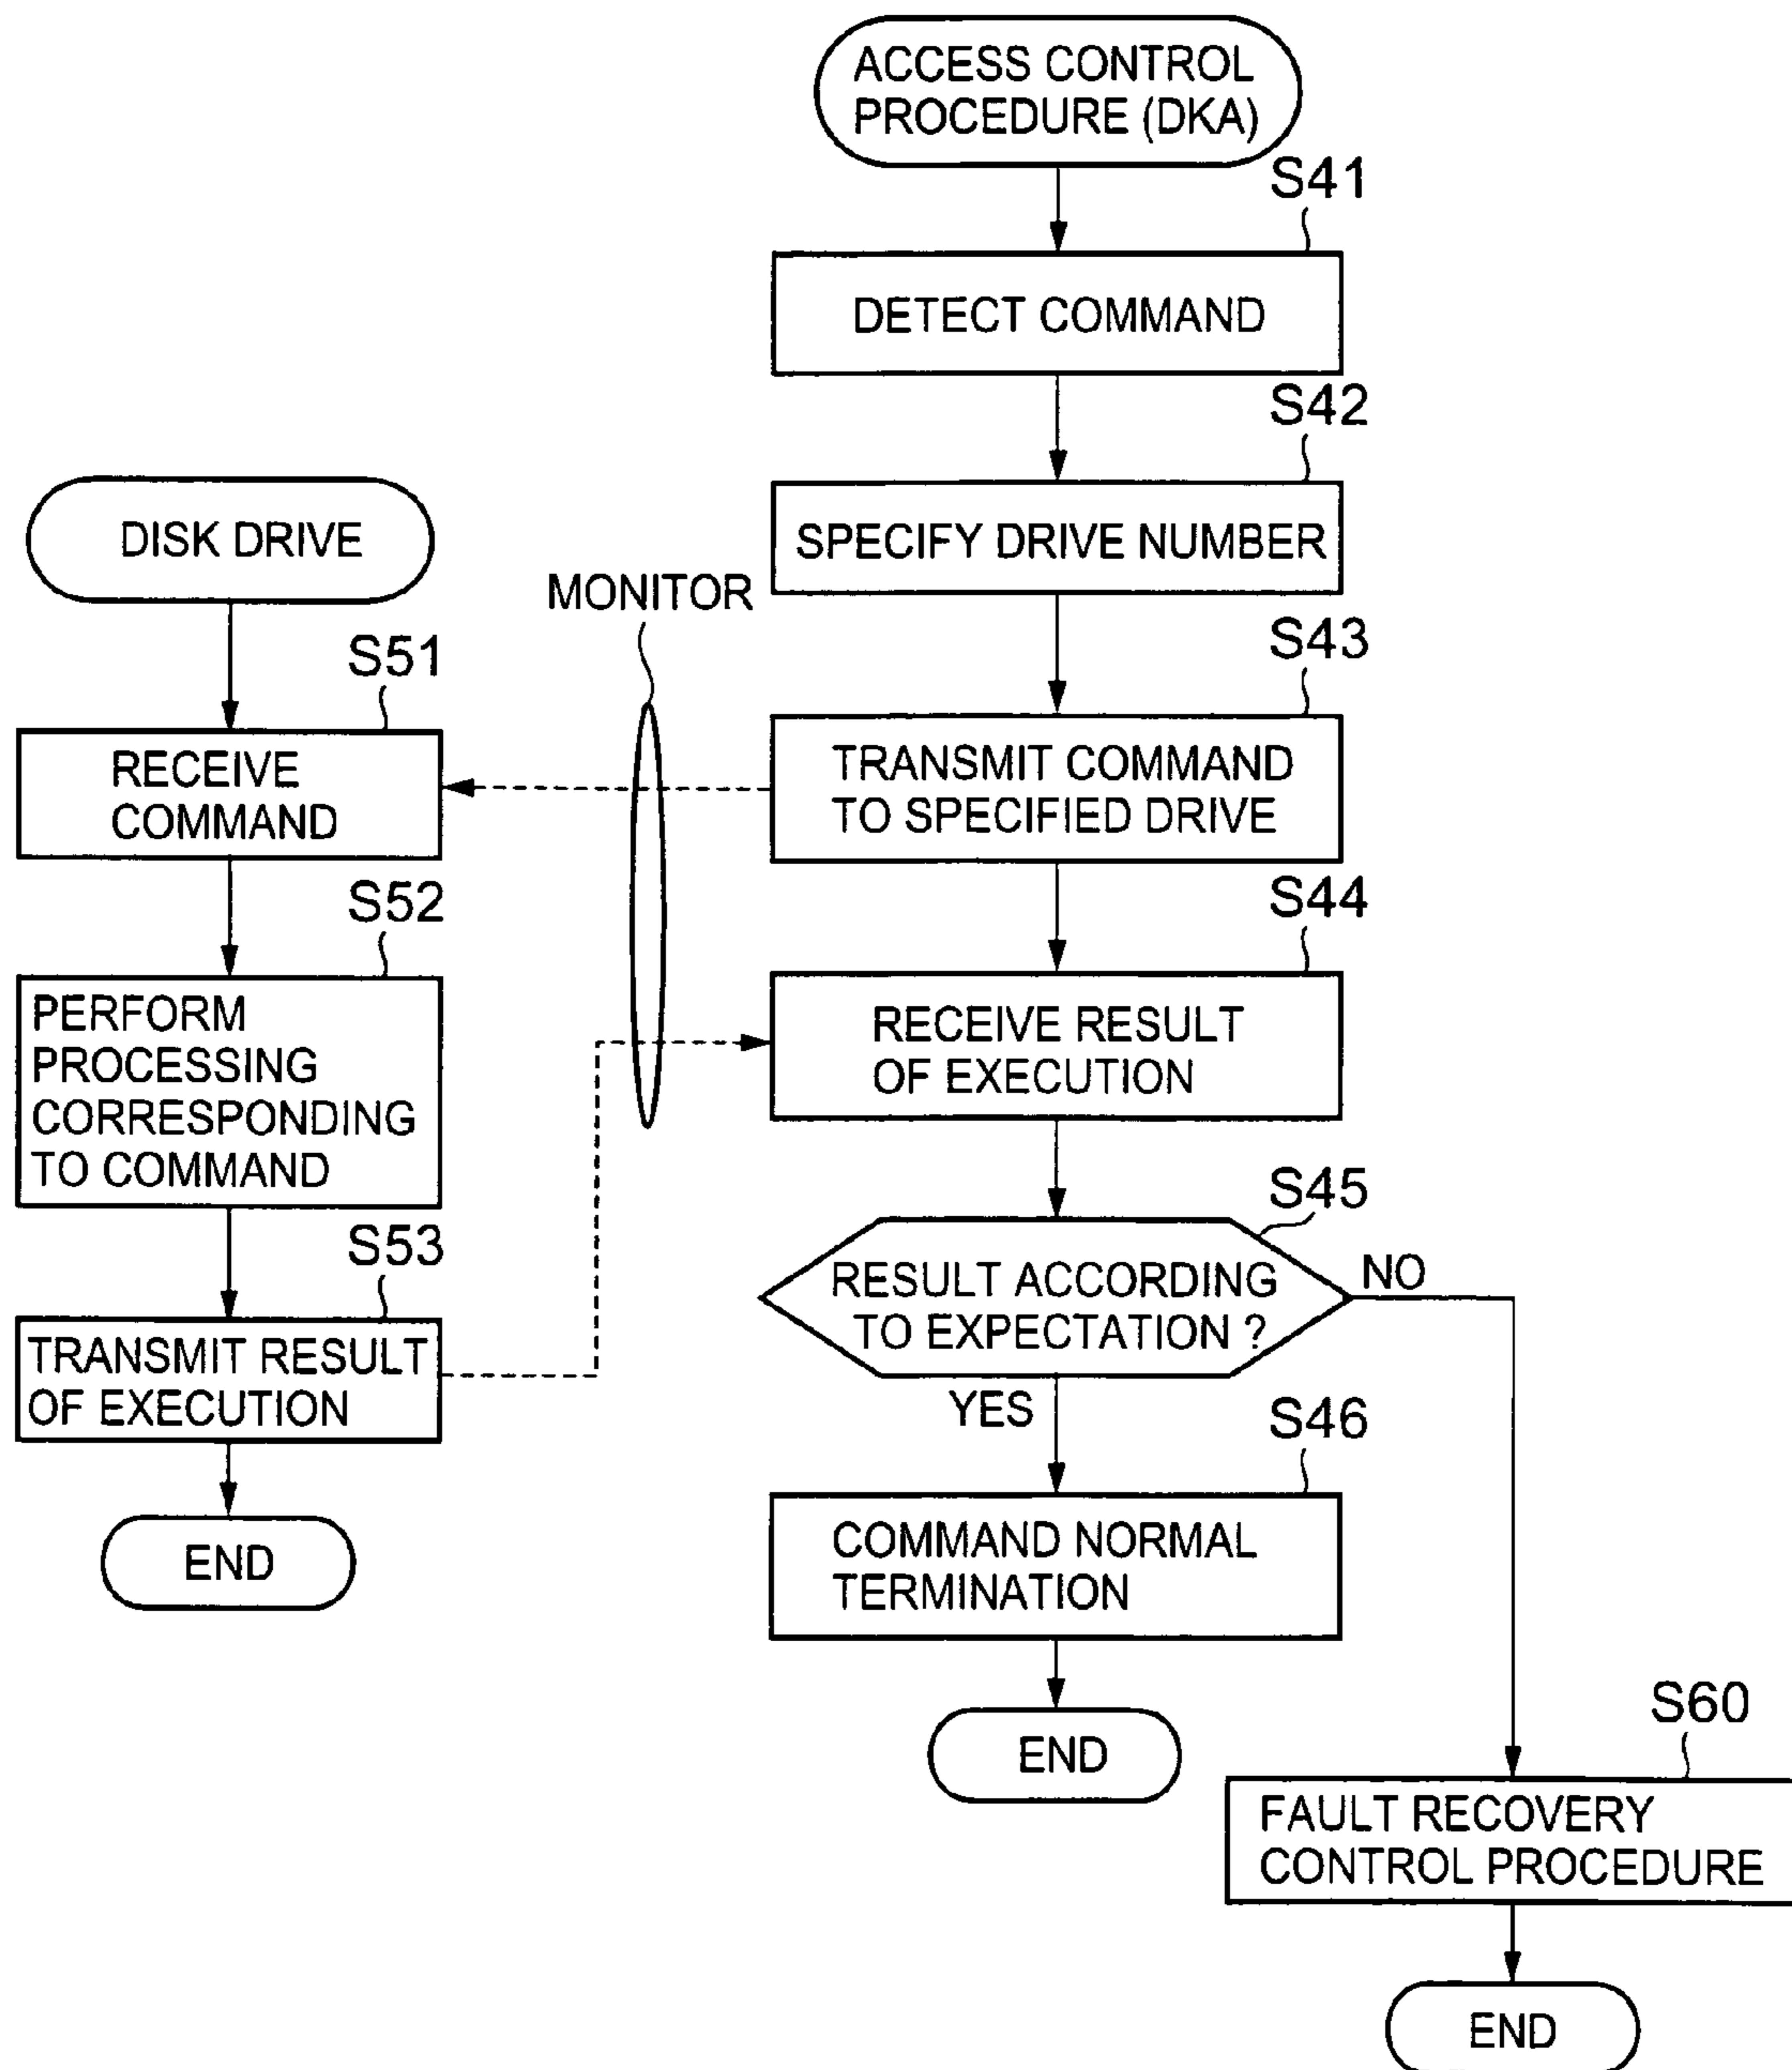 ACCESS CONTROL
PROCEDURE (DKA)
S41
DETECT COMMAND
S42
SPECIFY DRIVE NUMBER
S43
TRANSMIT COMMAND
TO SPECIFIED DRIVE
S44
RECEIVE RESULT
OF EXECUTION
S45
RESULT ACCORDING
TO EXPECTATION ?
NO
YES
S46
COMMAND NORMAL
TERMINATION
END
S60
FAULT RECOVERY
CONTROL PROCEDURE
END
MONITOR
DISK DRIVE
S51
RECEIVE
COMMAND
S52
PERFORM
PROCESSING
CORRESPONDING
TO COMMAND
S53
TRANSMIT RESULT
OF EXECUTION
END